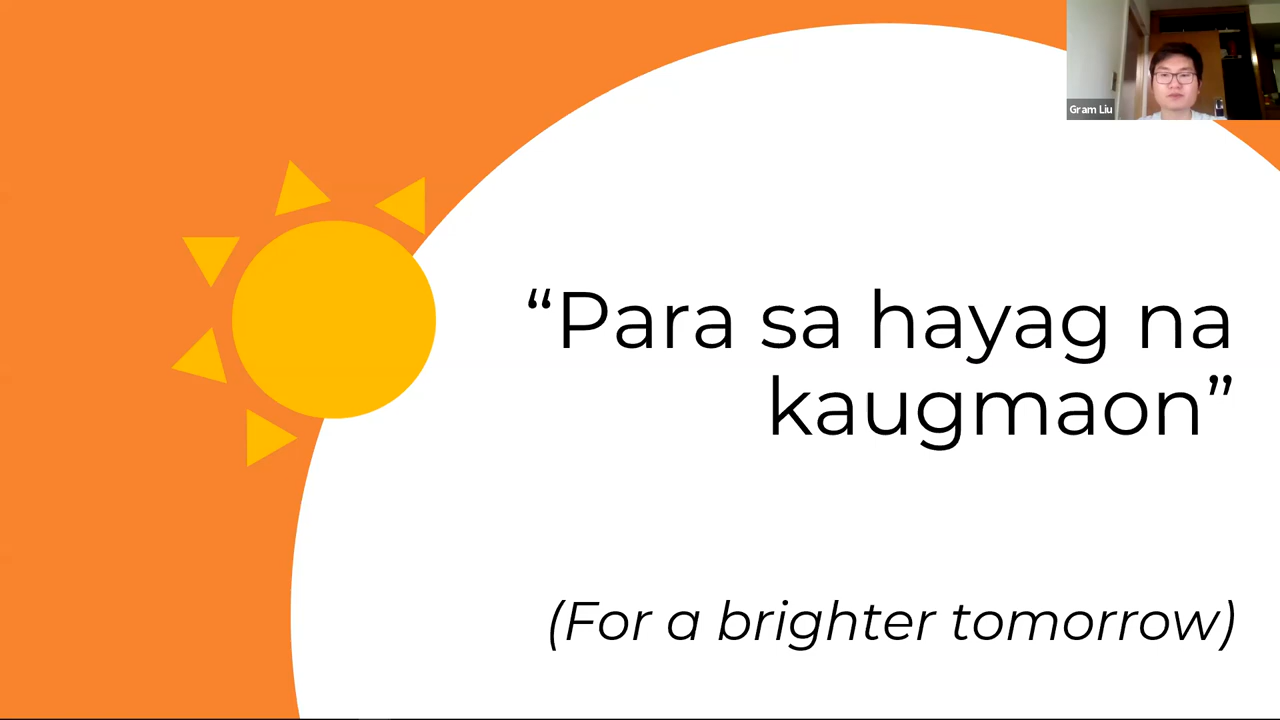 Gram Liu
“Para sa hayag na
kaugmaon”
(For a brighter tomorrow)